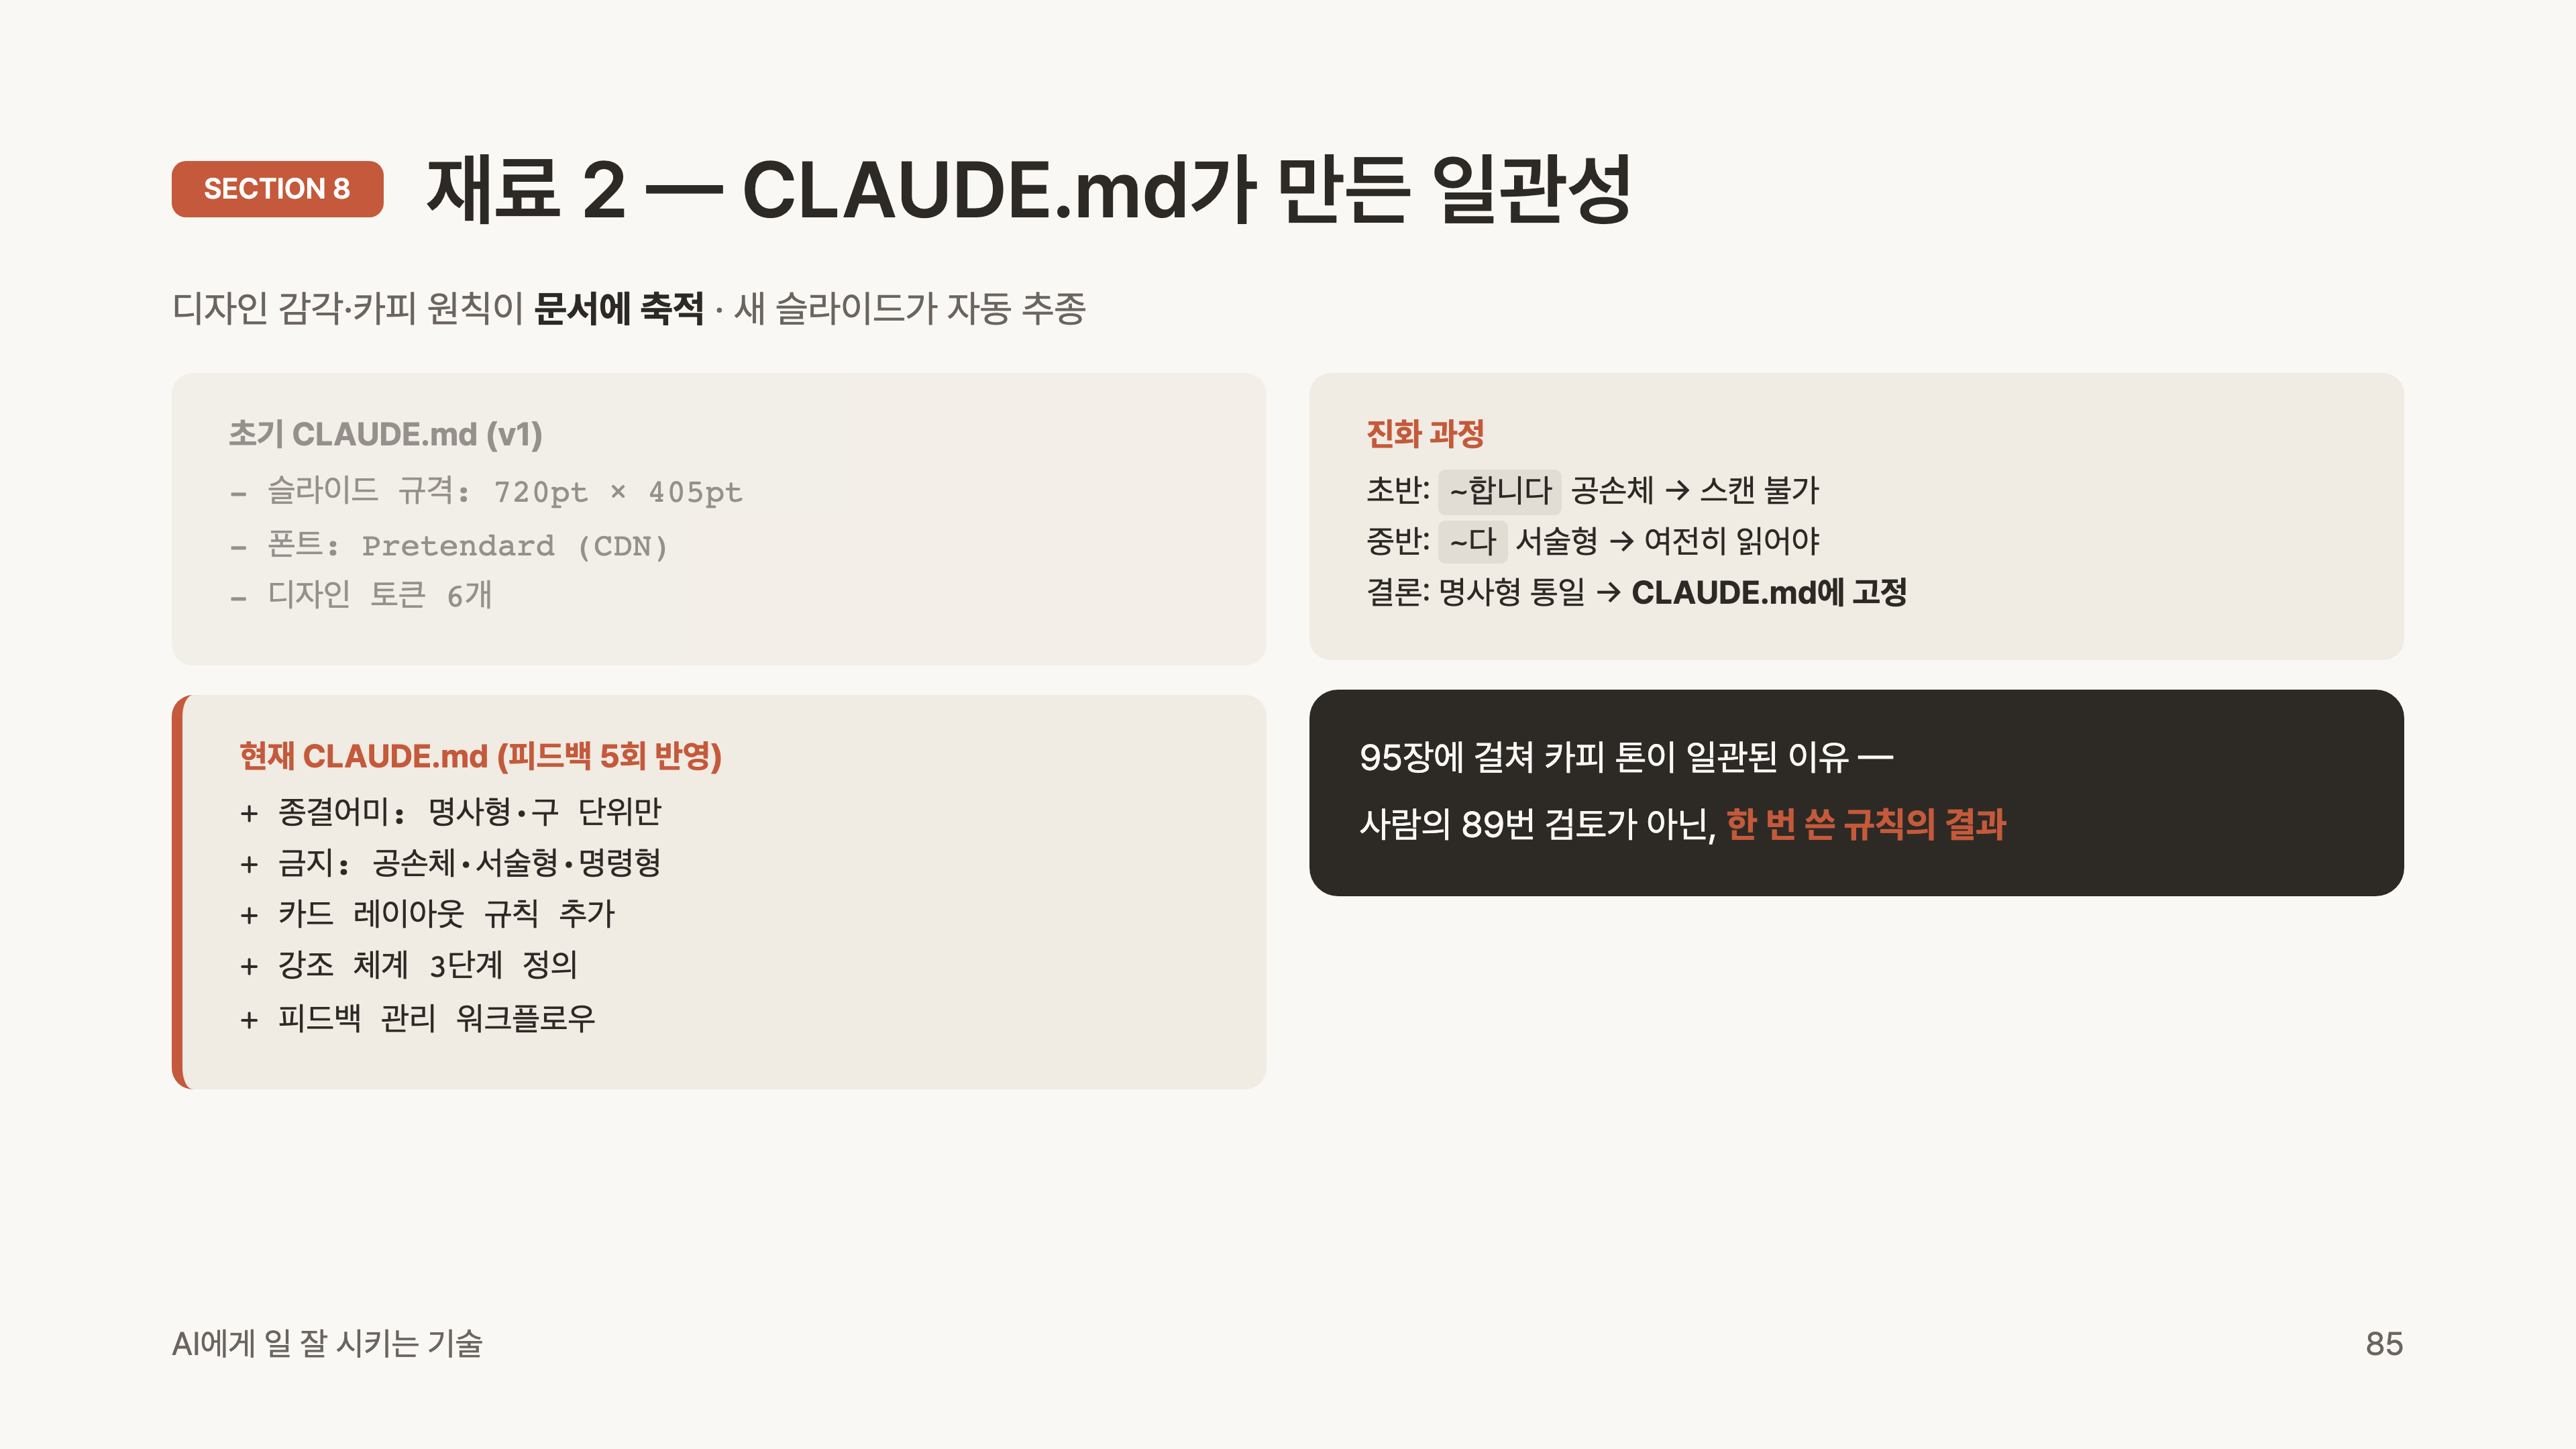 SECTION 8
재료 2 — CLAUDE.md가 만든 일관성
디자인 감각·카피 원칙이 문서에 축적 · 새 슬라이드가 자동 추종
초기 CLAUDE.md (v1)
– 슬라이드 규격: 720pt × 405pt
– 폰트: Pretendard (CDN)
– 디자인 토큰 6개
현재 CLAUDE.md (피드백 5회 반영)
+ 종결어미: 명사형·구 단위만
+ 금지: 공손체·서술형·명령형
+ 카드 레이아웃 규칙 추가
+ 강조 체계 3단계 정의
+ 피드백 관리 워크플로우
진화 과정
초반: ~합니다 공손체 → 스캔 불가
중반: ~다 서술형 → 여전히 읽어야
결론: 명사형 통일 → CLAUDE.md에 고정
95장에 걸쳐 카피 톤이 일관된 이유 —
사람의 89번 검토가 아닌, 한 번 쓴 규칙의 결과
AI에게 일 잘 시키는 기술
85